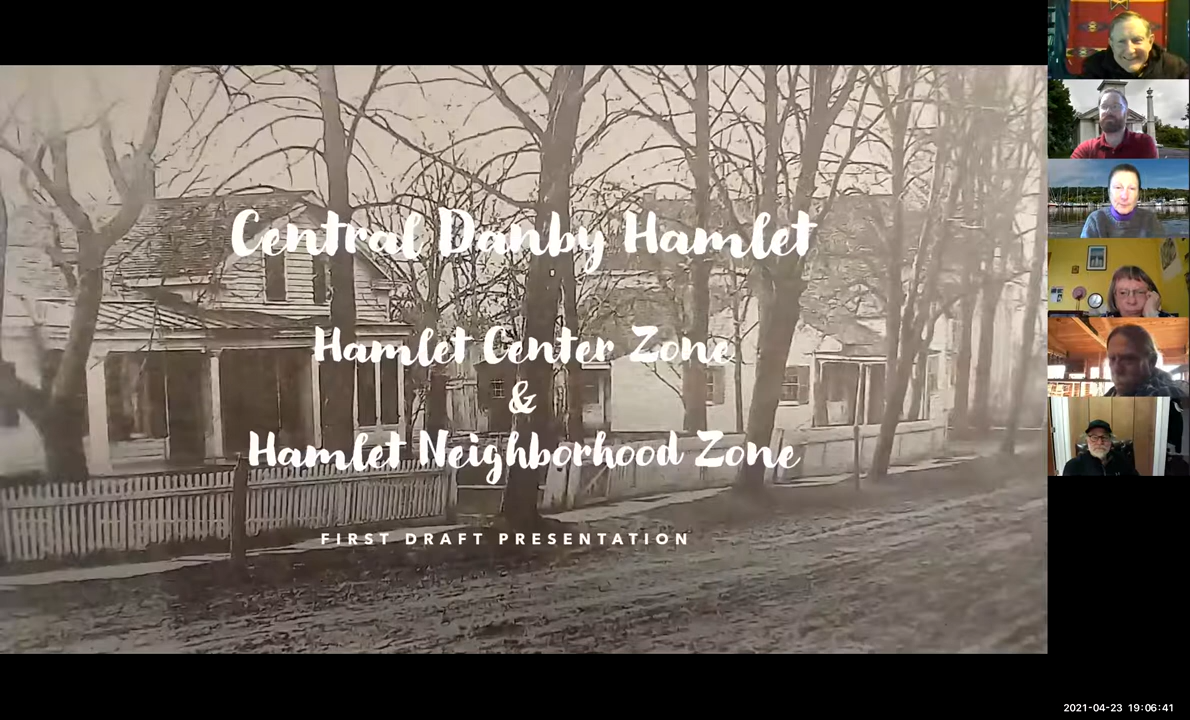 Central Danby Hamlet
Hamlet Center Zone
&
Hamlet Neighborhood Zone
FIRST DRAFT PRESENTATION
2021-04-23 19:06:41